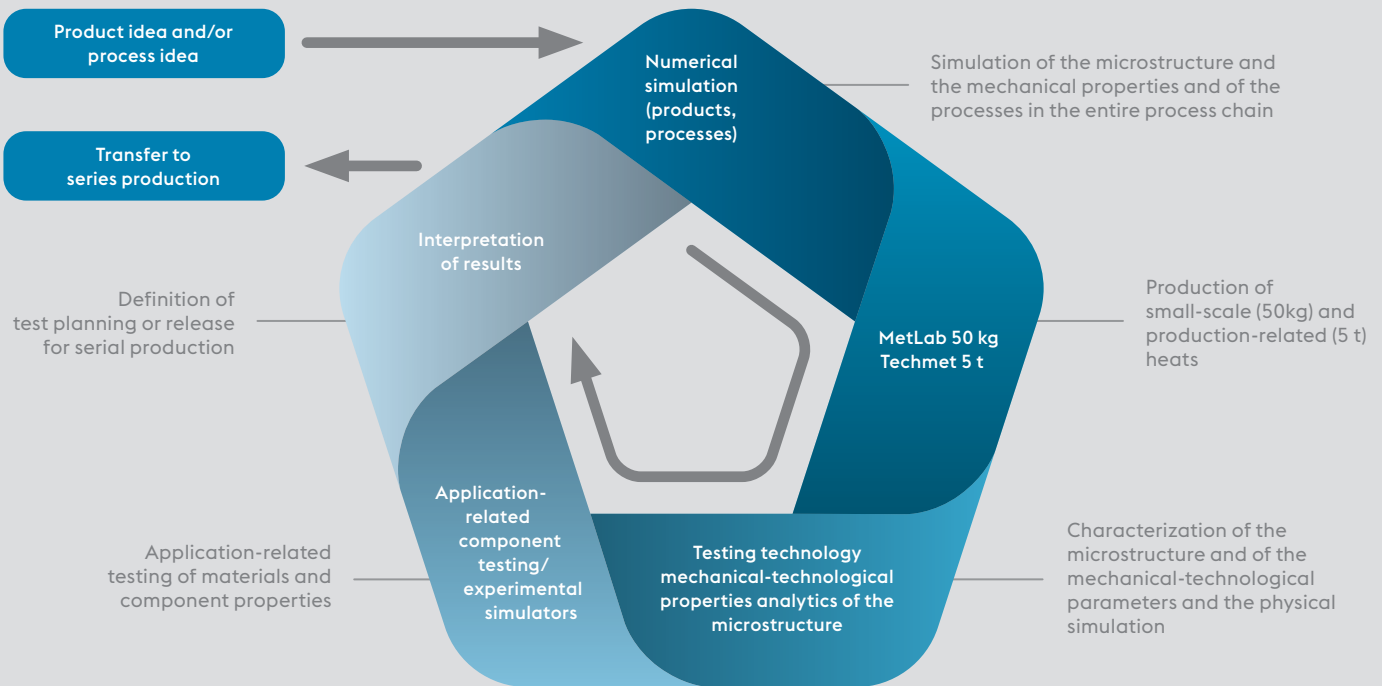 Product idea and/or
process idea
Transfer to
series production
Numerical
simulation
(products,
processes)
Simulation of the microstructure and
the mechanical properties and of the
processes in the entire process chain
MetLab 50 kg
Techmet 5 t
Production of
small-scale (50kg) and
production-related (5 t)
heats
Testing technology
mechanical-technological
properties analytics of the
microstructure
Characterization of the
microstructure and of the
mechanical-technological
parameters and the physical
simulation
Application-
related
component
testing/
experimental
simulators
Application-related
testing of materials and
component properties
Interpretation
of results
Definition of
test planning or release
for serial production